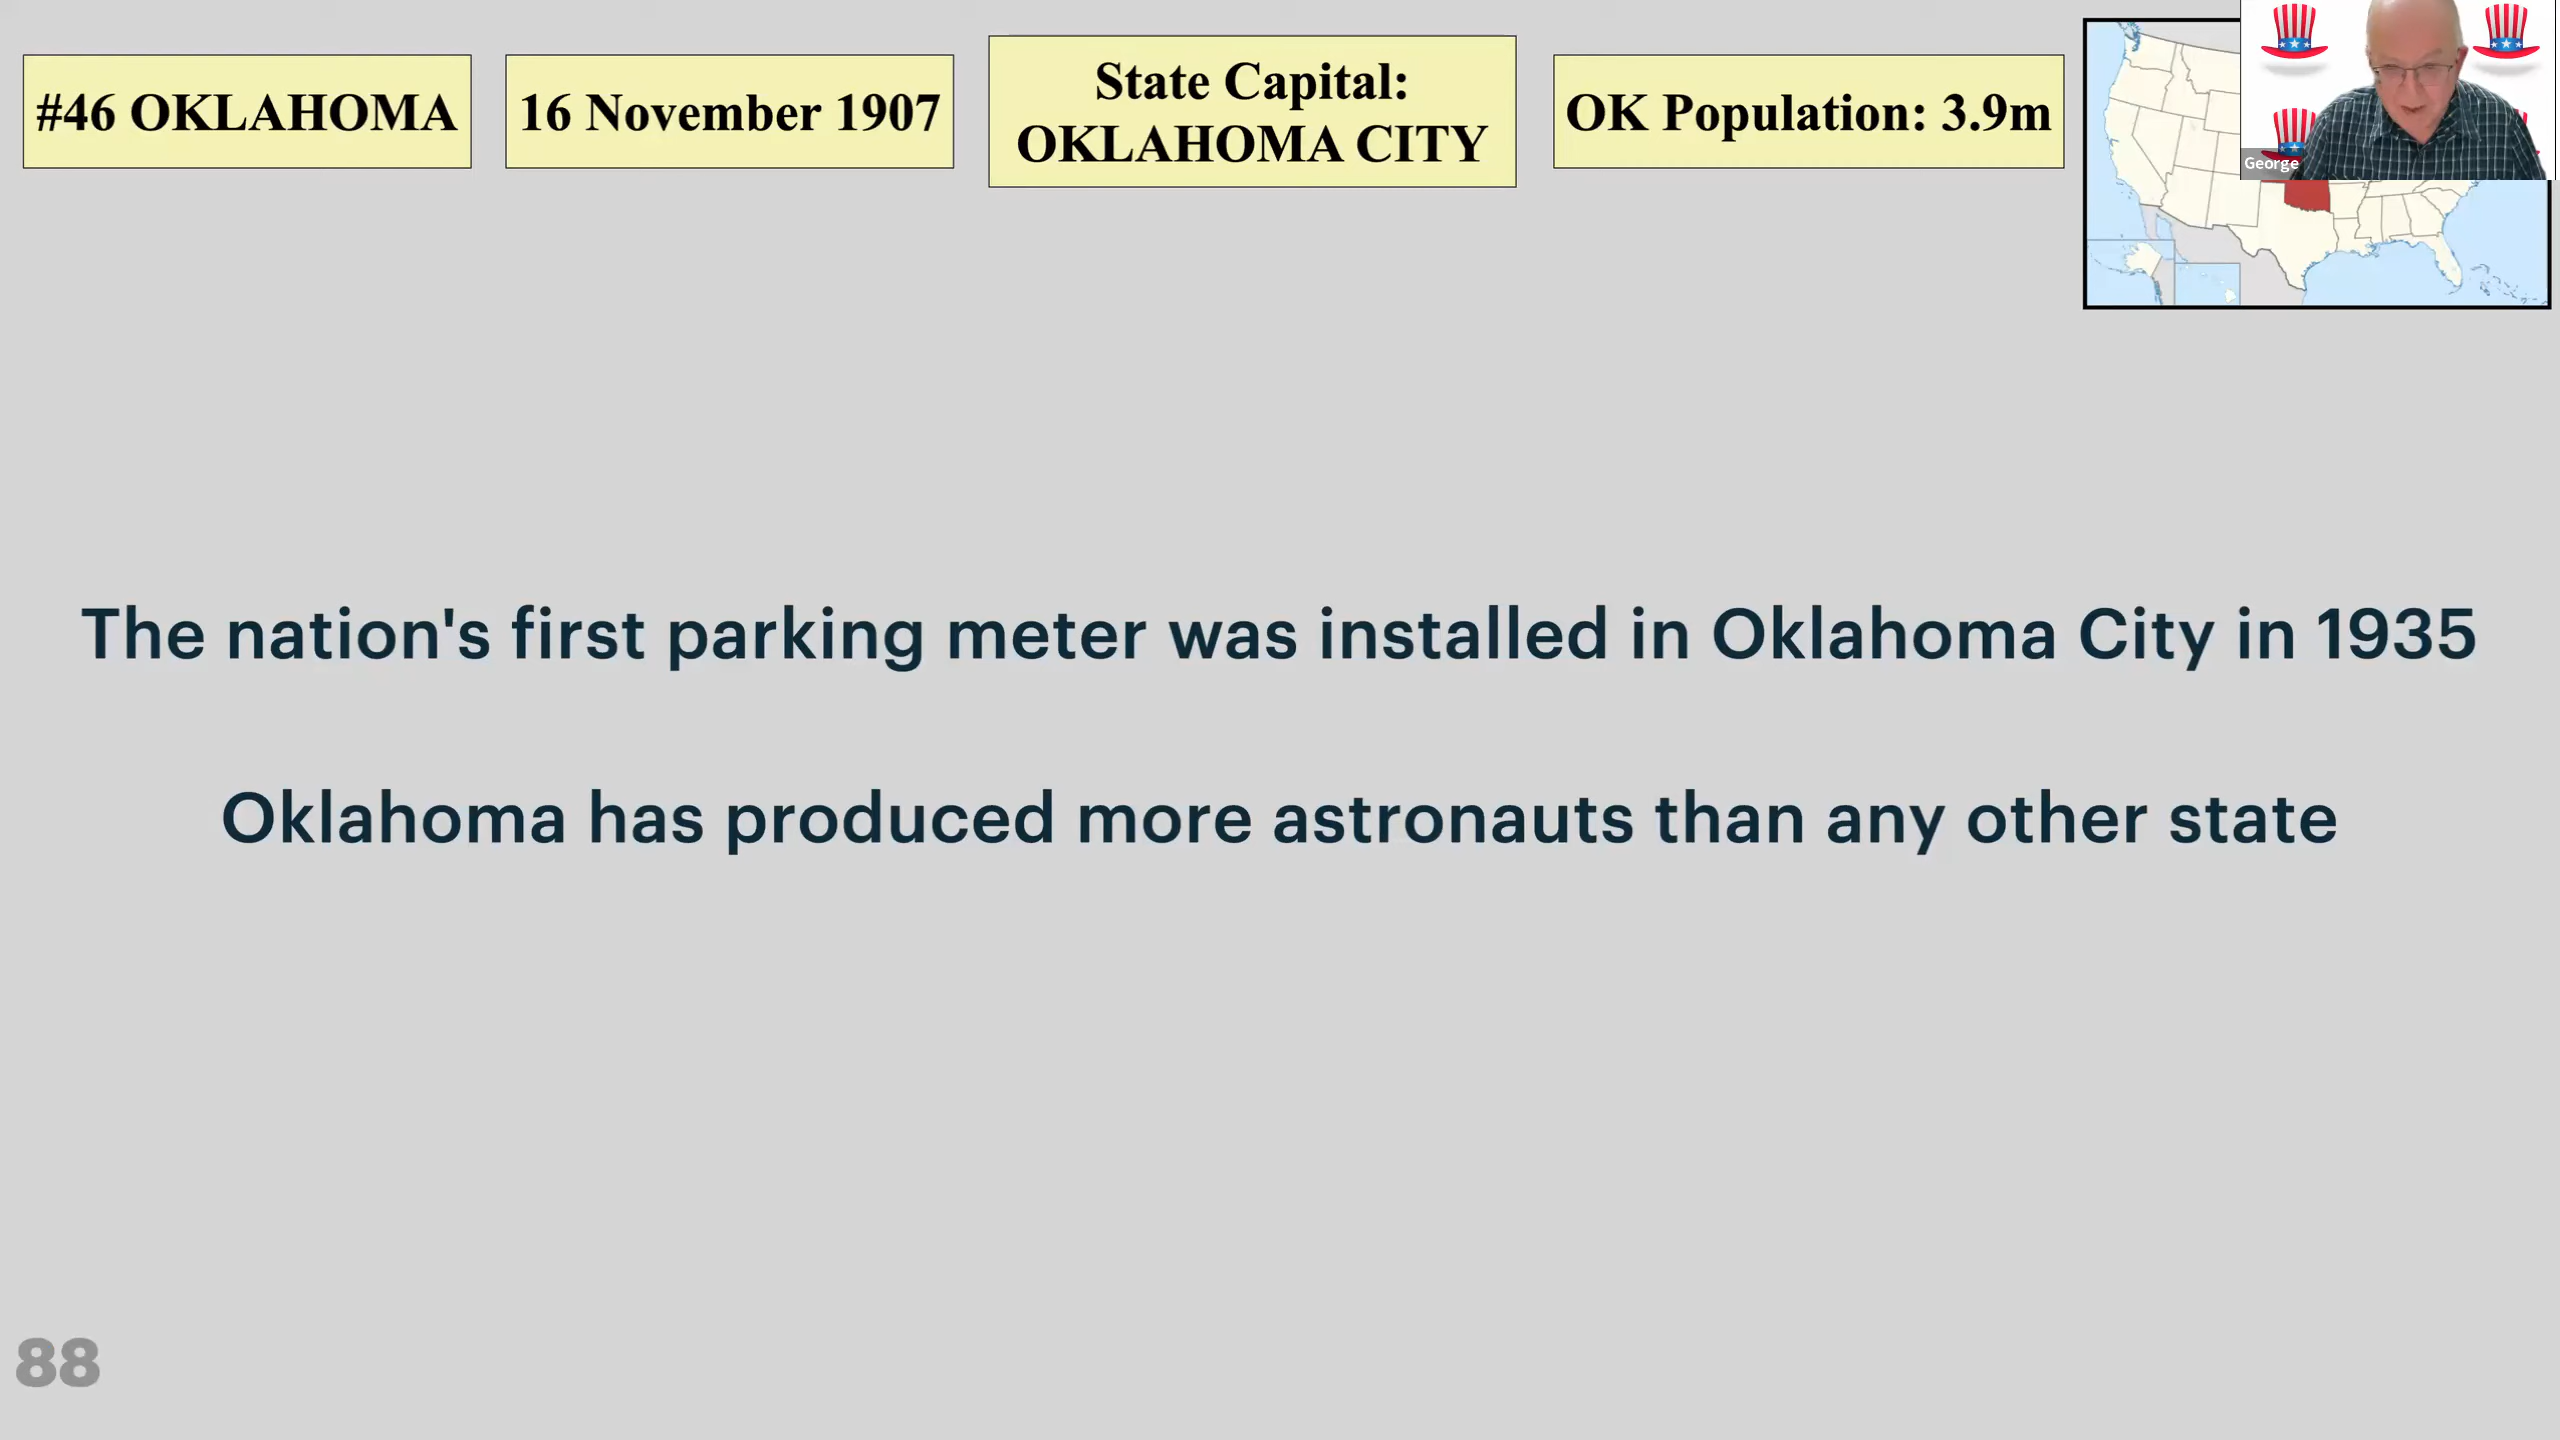 #46 OKLAHOMA
16 November 1907
State Capital:
OKLAHOMA CITY
OK Population: 3.9m
George
The nation's first parking meter was installed in Oklahoma City in 1935
Oklahoma has produced more astronauts than any other state
88